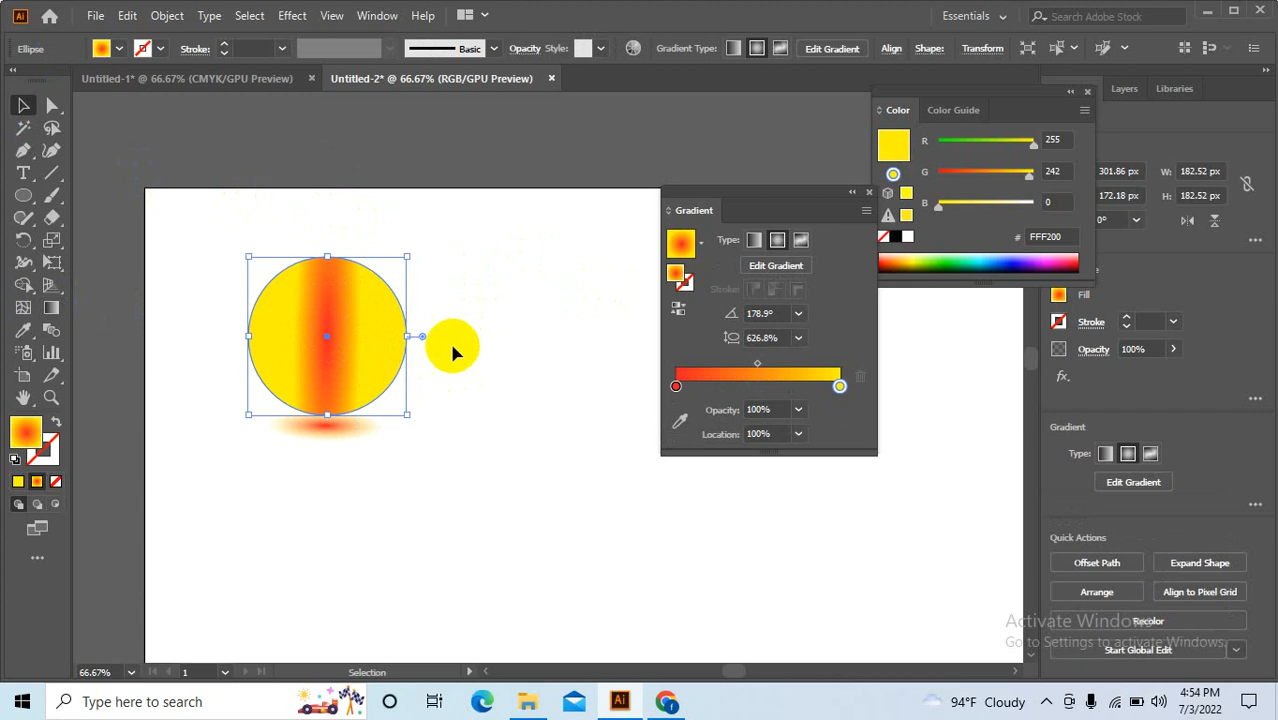 Ai File Edit Object Type Select Effect View Window Help Essentials Search Adobe Stock
Ellipse Stroke: Basic Opacity Style: Gradient Type: Edit Gradient Align Shape: Transform
Untitled-1* @ 66.67% (CMYK/GPU Preview) Untitled-2* @ 66.67% (RGB/GPU Preview) Layers Libraries
Color Color Guide
R 255
G 242
B 0
# FFF200
301.86 px W: 182.52 px
172.18 px H: 182.52 px
0°
Gradient
Type:
Edit Gradient
Stroke:
178.9°
626.8%
Opacity: 100%
Location: 100%
Fill
Stroke
Opacity 100%
fx.
Gradient
Type:
Edit Gradient
Quick Actions
Offset Path Expand Shape
Arrange Align to Pixel Grid
Recolor
Start Global Edit
Activate Windows
Go to Settings to activate Windows.
66.67% 1 Selection
Type here to search Ai f 94°F Cloudy 4:54 PM
7/3/2022